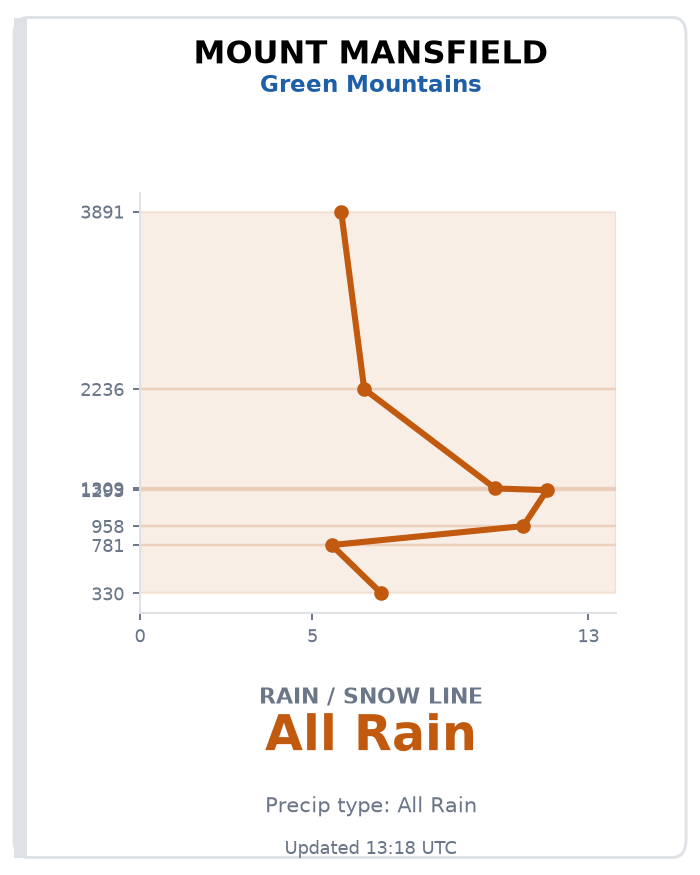 MOUNT MANSFIELD
Green Mountains
3891
2236
958
781
330
0 5 13
RAIN / SNOW LINE
All Rain
Precip type: All Rain
Updated 13:18 UTC